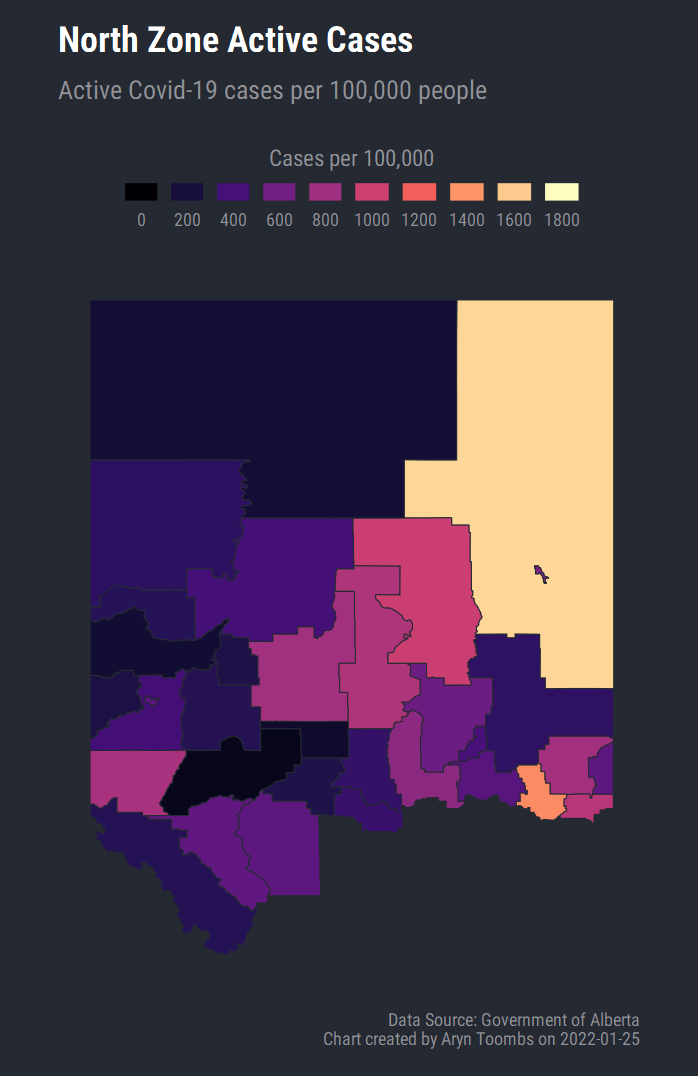 North Zone Active Cases
Active Covid-19 cases per 100,000 people
Cases per 100,000
0 200 400 600 800 1000 1200 1400 1600 1800
Data Source: Government of Alberta
Chart created by Aryn Toombs on 2022-01-25